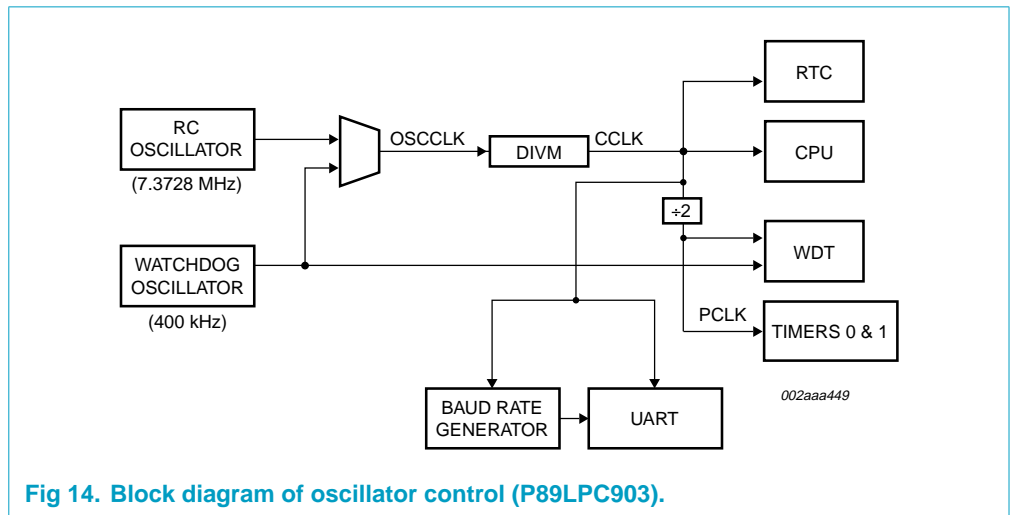 RTC
RC
OSCILLATOR
(7.3728 MHz)
OSCCLK
DIVM
CCLK
CPU
÷2
WATCHDOG
OSCILLATOR
(400 kHz)
WDT
PCLK
TIMERS 0 & 1
BAUD RATE
GENERATOR
UART
002aaa449
Fig 14. Block diagram of oscillator control (P89LPC903).